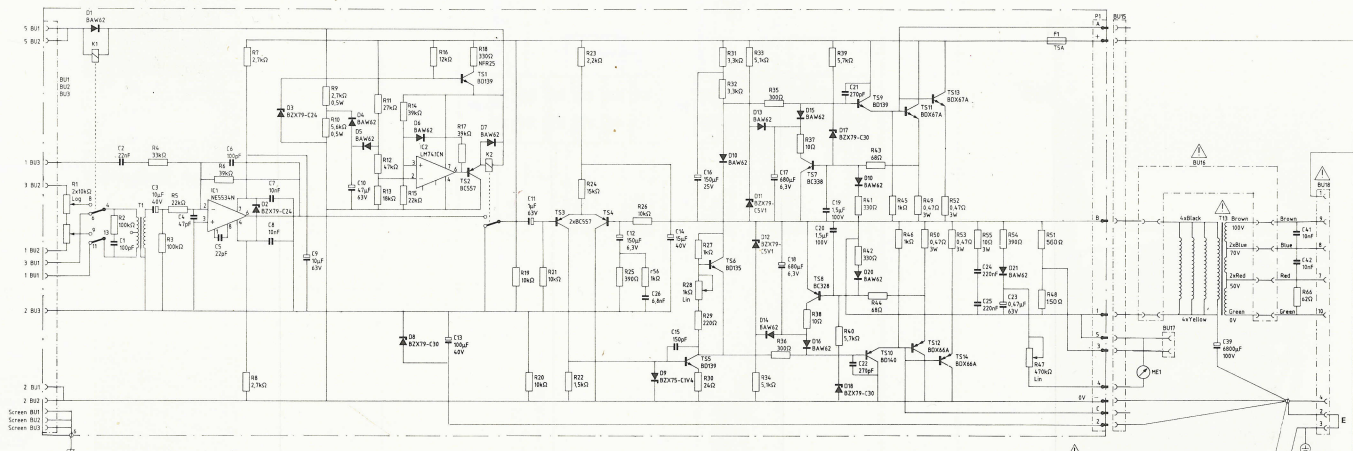 5 BU1
5 BU2
D1
BAW62
K1
BU1
BU2
BU3
1 BU3
3 BU2
1 BU2
3 BU1
1 BU1
2 BU3
2 BU1
2 BU2
Screen BU1
Screen BU2
Screen BU3
R1
2x10kΩ
Log
R2
100kΩ
C1
100pF
T1
C2
22nF
R4
33kΩ
C3
10µF
40V
R5
22kΩ
R3
100kΩ
C4
47pF
C6
100pF
R6
39kΩ
IC1
NE5534N
C5
22pF
C7
10nF
D2
BZX79-C24
C8
10nF
R7
2,7kΩ
R8
2,7kΩ
C9
10µF
63V
D3
BZX79-C24
R9
2,7kΩ
0,5W
R10
5,6kΩ
0,5W
D4
BAW62
D5
BAW62
C10
47µF
63V
R11
27kΩ
R12
47kΩ
R13
18kΩ
R14
39kΩ
D6
BAW62
IC2
LM741CN
R15
22kΩ
R16
12kΩ
R17
39kΩ
R18
330Ω
NFR25
TS1
BD139
D7
BAW62
K2
TS2
BC557
C11
1µF
63V
R19
10kΩ
R20
10kΩ
R21
10kΩ
R22
1,5kΩ
R23
2,2kΩ
R24
15kΩ
TS3
2xBC557
TS4
R26
10kΩ
C12
150µF
6,3V
R25
390Ω
r56
1kΩ
C26
6,8nF
C14
15µF
40V
D8
BZX79-C30
C13
100µF
40V
R31
3,3kΩ
R32
3,3kΩ
C16
150µF
25V
D10
BAW62
R27
1kΩ
R28
1kΩ
Lin
TS6
BD135
R29
220Ω
C15
150pF
D9
BZX75-C1V4
TS5
BD139
R30
24Ω
R33
5,1kΩ
R34
5,1kΩ
R35
300Ω
D13
BAW62
C17
680µF
6,3V
D11
BZX79-
C5V1
D12
BZX79-
C5V1
C18
680µF
6,3V
D14
BAW62
R36
300Ω
D15
BAW62
R37
10Ω
TS7
BC338
TS8
BC328
R38
10Ω
D16
BAW62
R39
5,7kΩ
D17
BZX79-C30
C19
1,5µF
100V
C20
1,5µF
100V
R40
5,7kΩ
D18
BZX79-C30
C21
270pF
TS9
BD139
TS11
BDX67A
TS13
BDX67A
R43
68Ω
D10
BAW62
R41
330Ω
R42
330Ω
D20
BAW62
R44
68Ω
R45
1kΩ
R46
1kΩ
R49
0,47Ω
3W
R50
0,47Ω
3W
R52
0,47Ω
3W
R53
0,47Ω
3W
TS10
BD140
C22
270pF
TS12
BDX66A
TS14
BDX66A
R55
10Ω
3W
C24
220nF
C25
220nF
R54
390Ω
D21
BAW62
C23
0,47µF
63V
R51
560Ω
R48
150Ω
R47
470kΩ
Lin
F1
T5A
P1
BU15
A
+
B
1
5
3
4
0V
C
2
BU16
4xBlack
4xYellow
T13
Brown
100V
2xBlue
70V
2xRed
50V
Green
0V
Brown
Blue
Red
Green
C41
10nF
C42
10nF
R66
62Ω
C39
6800µF
100V
BU17
ME1
BU18
1
9
8
7
10
4
2
3
E